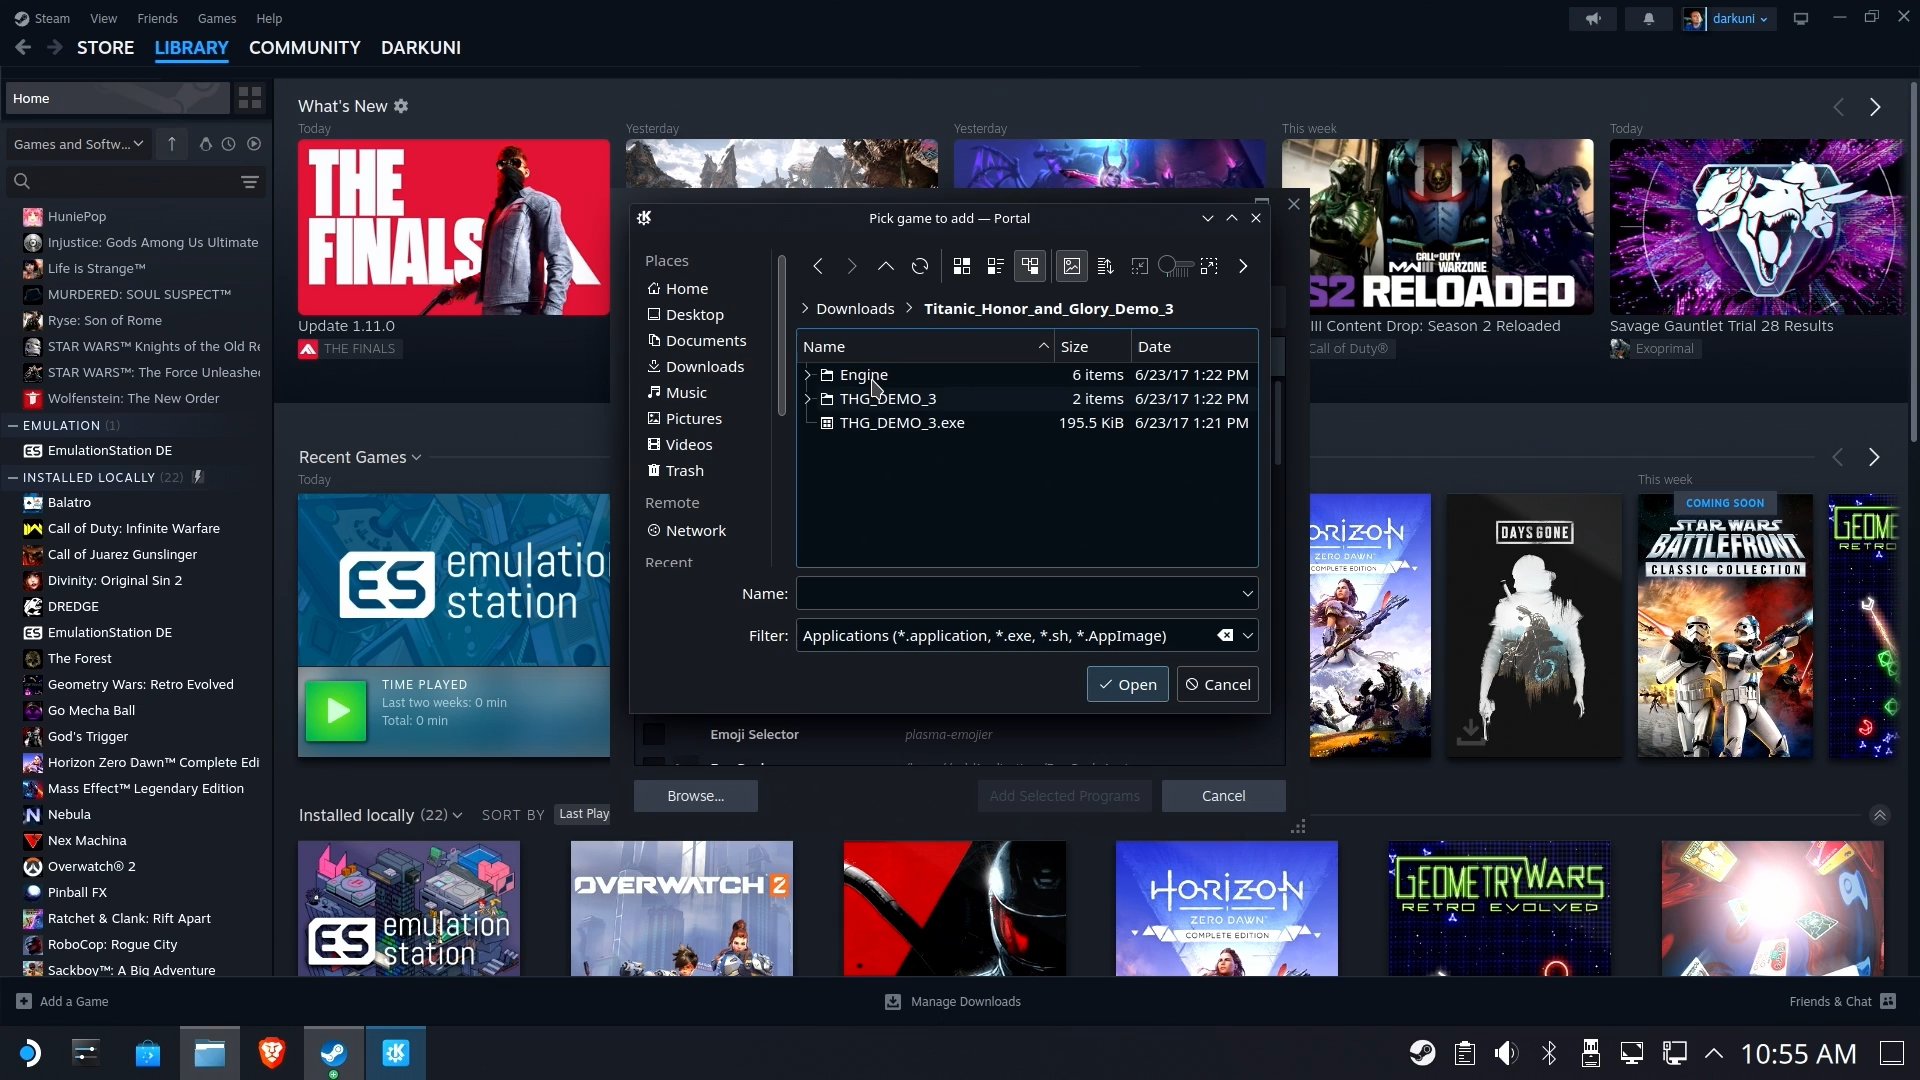 Steam View Friends Games Help
darkuni
STORE LIBRARY COMMUNITY DARKUNI
Home
Games and Softw...
HuniePop
Injustice: Gods Among Us Ultimate
Life is Strange™
MURDERED: SOUL SUSPECT™
Ryse: Son of Rome
STAR WARS™ Knights of the Old Re
STAR WARS™: The Force Unleashe
Wolfenstein: The New Order
EMULATION (1)
EmulationStation DE
INSTALLED LOCALLY (22)
Balatro
Call of Duty: Infinite Warfare
Call of Juarez Gunslinger
Divinity: Original Sin 2
DREDGE
EmulationStation DE
The Forest
Geometry Wars: Retro Evolved
Go Mecha Ball
God's Trigger
Horizon Zero Dawn™ Complete Edi
Mass Effect™ Legendary Edition
Nebula
Nex Machina
Overwatch® 2
Pinball FX
Ratchet & Clank: Rift Apart
RoboCop: Rogue City
Sackboy™: A Big Adventure
What's New
Today
THE
FINALS
Update 1.11.0
THE FINALS
Yesterday
Yesterday
This week
CALL OF DUTY
WARZONE
S2 RELOADED
III Content Drop: Season 2 Reloaded
Call of Duty®
Today
Savage Gauntlet Trial 28 Results
Exoprimal
Pick game to add — Portal
Places
Home
Desktop
Documents
Downloads
Music
Pictures
Videos
Trash
Remote
Network
Recent
Downloads > Titanic_Honor_and_Glory_Demo_3
Name Size Date
Engine 6 items 6/23/17 1:22 PM
THG_DEMO_3 2 items 6/23/17 1:22 PM
THG_DEMO_3.exe 195.5 KiB 6/23/17 1:21 PM
Name:
Filter: Applications (*.application, *.exe, *.sh, *.AppImage)
Open Cancel
Emoji Selector plasma-emojier
Browse... Add Selected Programs Cancel
Recent Games
Today
ES emulatio
station
TIME PLAYED
Last two weeks: 0 min
Total: 0 min
This week
ORIZON
ZERO DAWN
COMPLETE EDITION
DAYS GONE
COMING SOON
STAR WARS
BATTLEFRONT
CLASSIC COLLECTION
GEOME
RETRO
Installed locally (22) SORT BY Last Play
ES emulation
station
OVERWATCH 2
HORIZON
ZERO DAWN
COMPLETE EDITION
GEOMETRY WARS
RETRO EVOLVED
Add a Game
Manage Downloads
Friends & Chat
10:55 AM